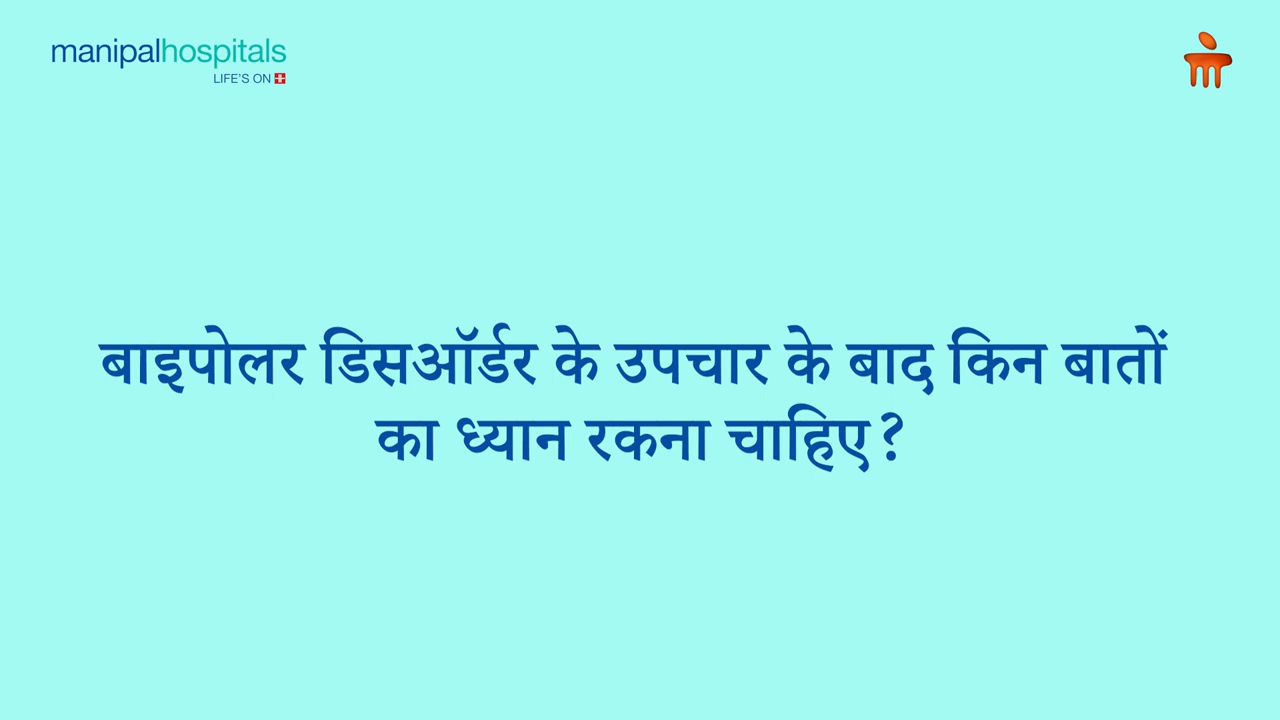 manipalhospitals
LIFE'S ON
बाइपोलर डिसऑर्डर के उपचार के बाद किन बातों
का ध्यान रकना चाहिए?